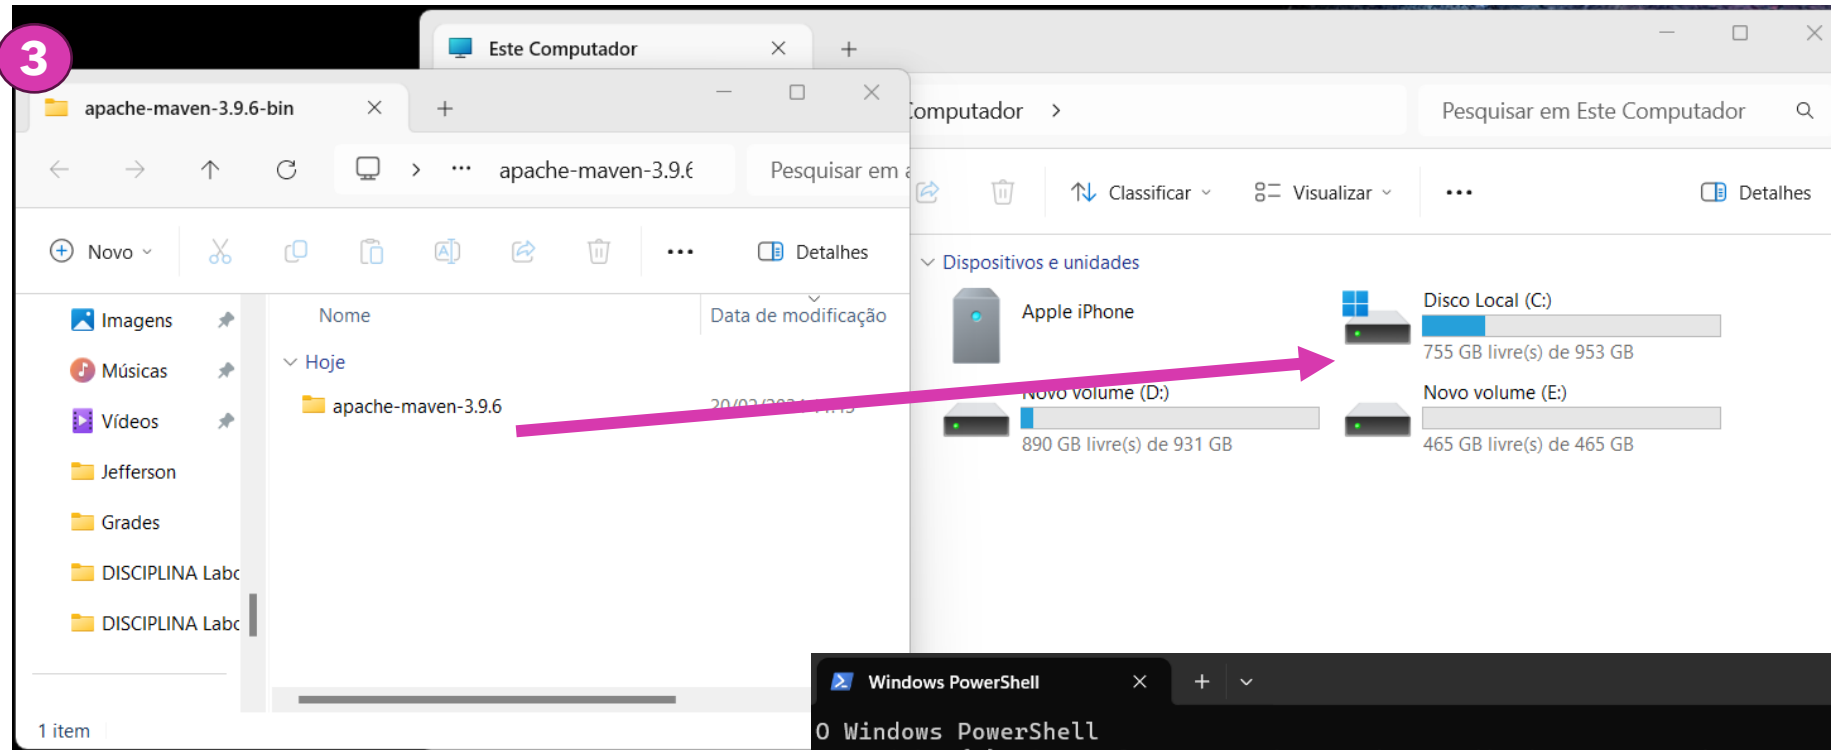 3
Este Computador
apache-maven-3.9.6-bin
apache-maven-3.9.6
Pesquisar em
Novo
Detalhes
Imagens
Músicas
Vídeos
Jefferson
Grades
DISCIPLINA Labo
DISCIPLINA Labo
Nome
Data de modificação
Hoje
apache-maven-3.9.6
1 item
Computador
Pesquisar em Este Computador
Classificar
Visualizar
Detalhes
Dispositivos e unidades
Apple iPhone
Disco Local (C:)
755 GB livre(s) de 953 GB
Novo volume (D:)
890 GB livre(s) de 931 GB
Novo volume (E:)
465 GB livre(s) de 465 GB
Windows PowerShell
O Windows PowerShell